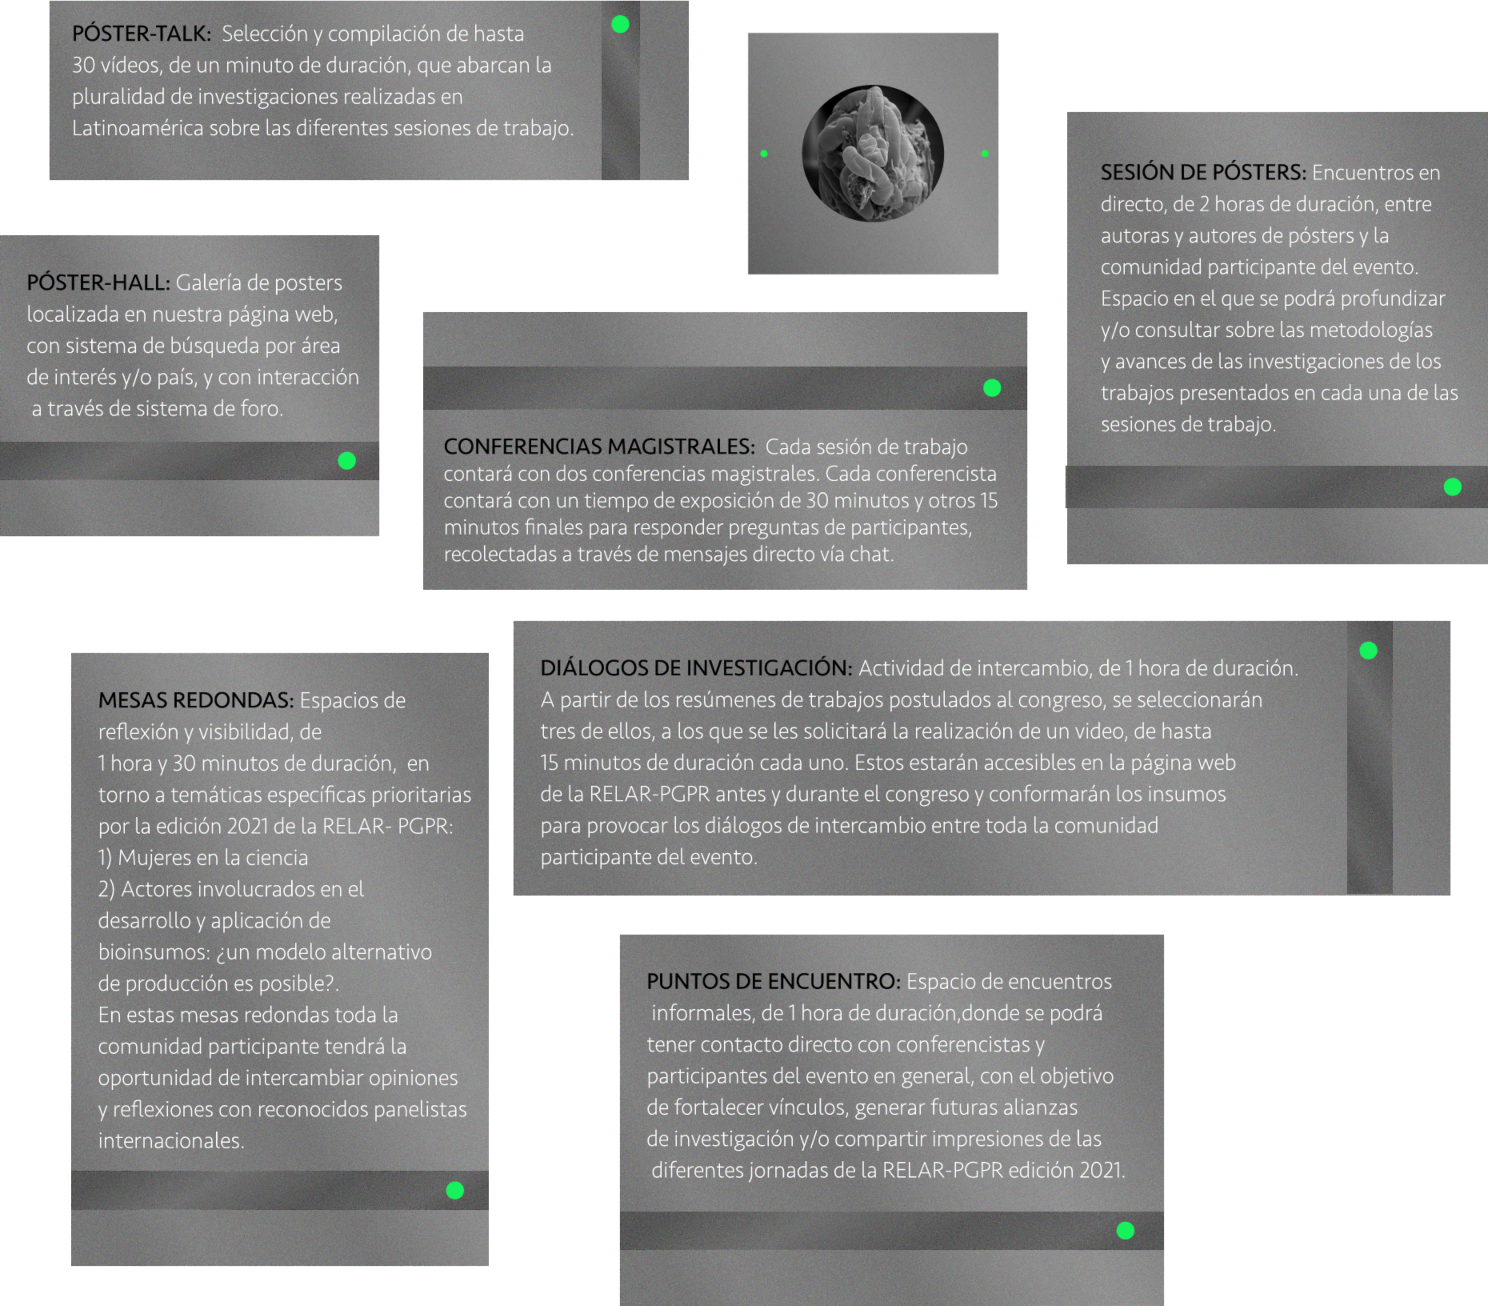 PÓSTER-TALK: Selección y compilación de hasta
30 vídeos, de un minuto de duración, que abarcan la
pluralidad de investigaciones realizadas en
Latinoamérica sobre las diferentes sesiones de trabajo.
SESIÓN DE PÓSTERS: Encuentros en
directo, de 2 horas de duración, entre
autoras y autores de pósters y la
comunidad participante del evento.
Espacio en el que se podrá profundizar
y/o consultar sobre las metodologías
y avances de las investigaciones de los
trabajos presentados en cada una de las
sesiones de trabajo.
PÓSTER-HALL: Galería de posters
localizada en nuestra página web,
con sistema de búsqueda por área
de interés y/o país, y con interacción
a través de sistema de foro.
CONFERENCIAS MAGISTRALES: Cada sesión de trabajo
contará con dos conferencias magistrales. Cada conferencista
contará con un tiempo de exposición de 30 minutos y otros 15
minutos finales para responder preguntas de participantes,
recolectadas a través de mensajes directo vía chat.
DIÁLOGOS DE INVESTIGACIÓN: Actividad de intercambio, de 1 hora de duración.
A partir de los resúmenes de trabajos postulados al congreso, se seleccionarán
tres de ellos, a los que se les solicitará la realización de un video, de hasta
15 minutos de duración cada uno. Estos estarán accesibles en la página web
de la RELAR-PGPR antes y durante el congreso y conformarán los insumos
para provocar los diálogos de intercambio entre toda la comunidad
participante del evento.
MESAS REDONDAS: Espacios de
reflexión y visibilidad, de
1 hora y 30 minutos de duración, en
torno a temáticas específicas prioritarias
por la edición 2021 de la RELAR- PGPR:
1) Mujeres en la ciencia
2) Actores involucrados en el
desarrollo y aplicación de
bioinsumos: ¿un modelo alternativo
de producción es posible?.
En estas mesas redondas toda la
comunidad participante tendrá la
oportunidad de intercambiar opiniones
y reflexiones con reconocidos panelistas
internacionales.
PUNTOS DE ENCUENTRO: Espacio de encuentros
informales, de 1 hora de duración,donde se podrá
tener contacto directo con conferencistas y
participantes del evento en general, con el objetivo
de fortalecer vínculos, generar futuras alianzas
de investigación y/o compartir impresiones de las
diferentes jornadas de la RELAR-PGPR edición 2021.